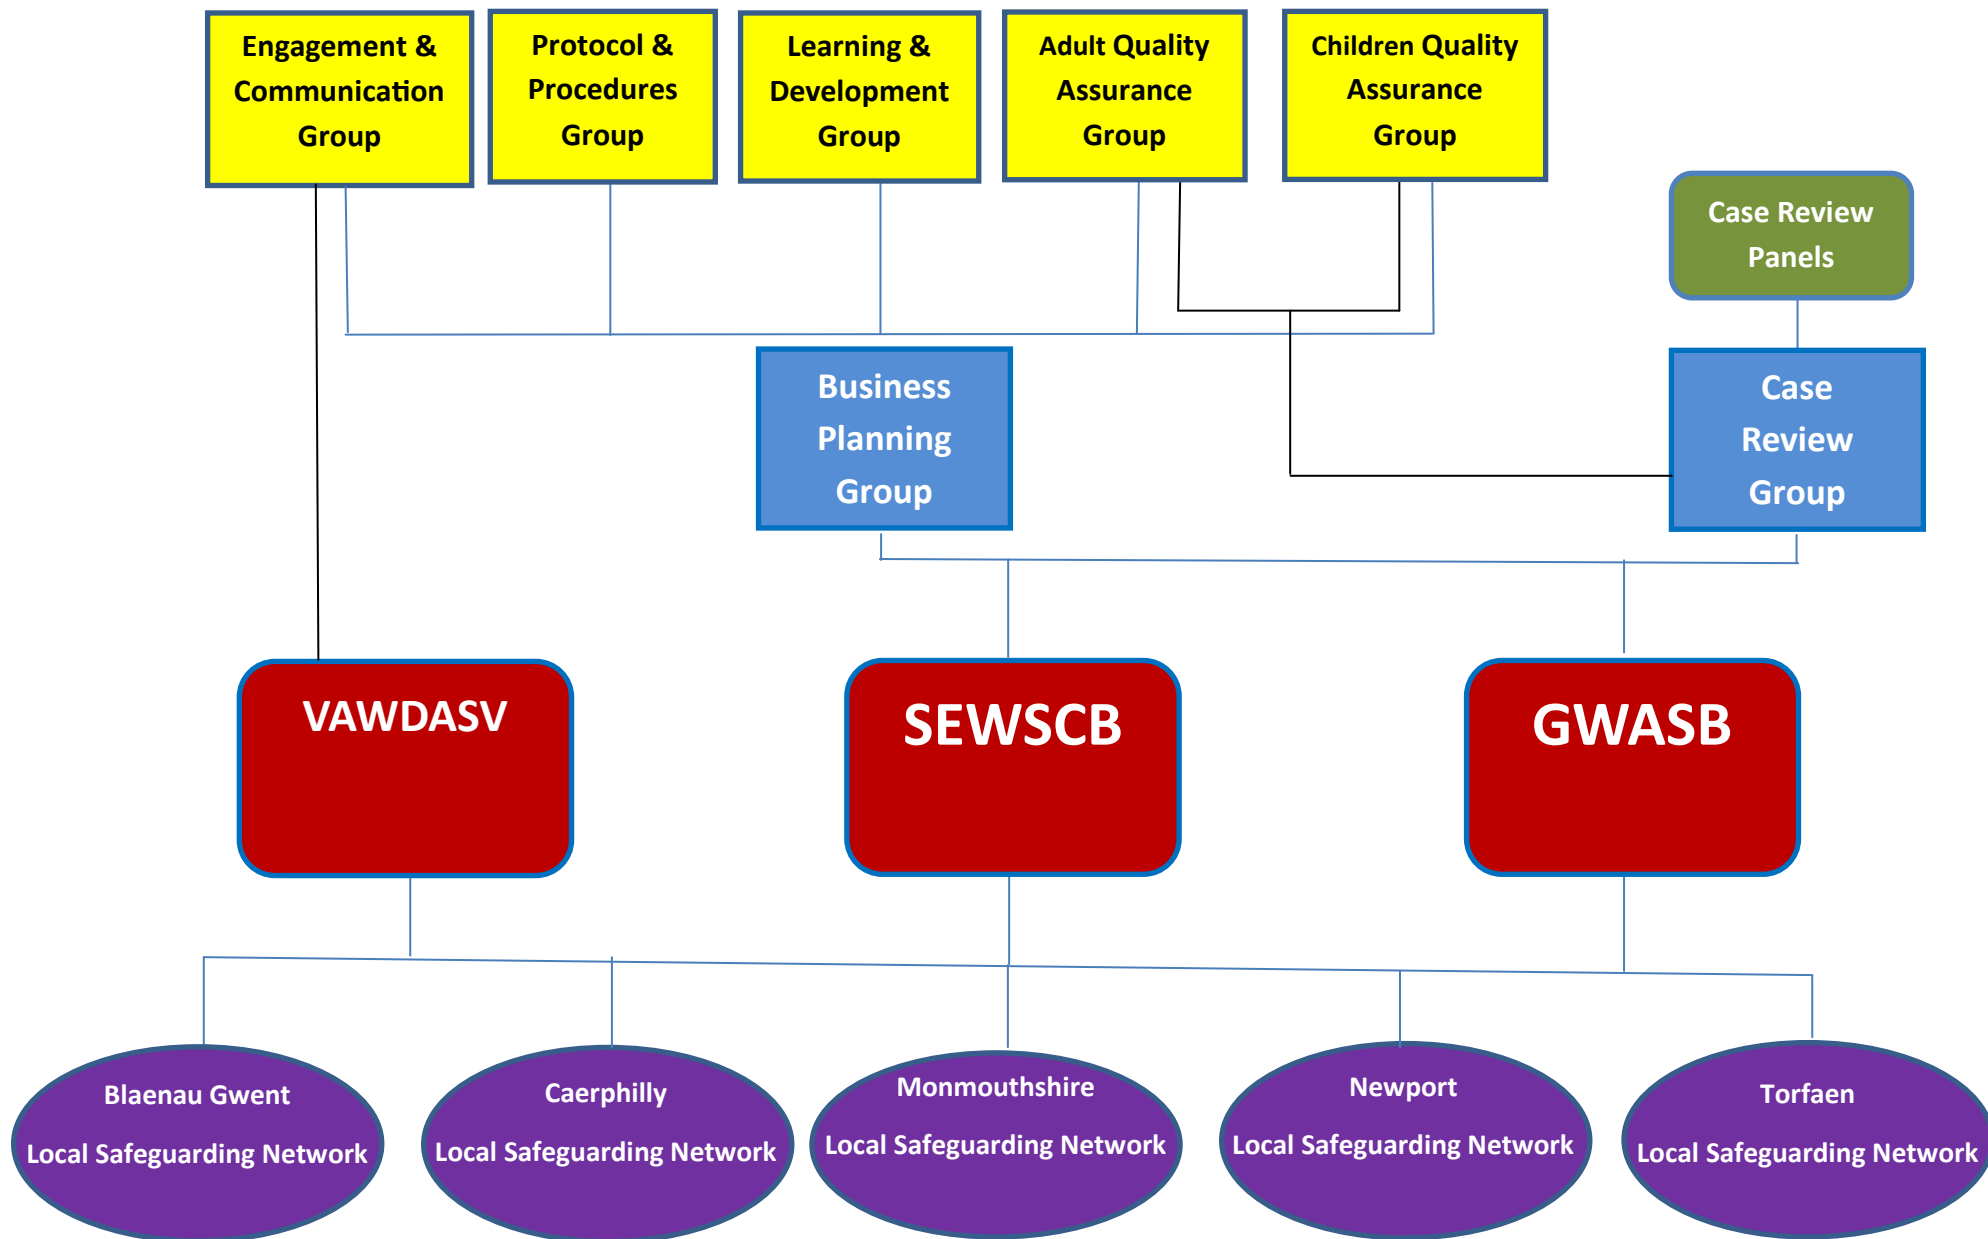 Engagement &
Communication
Group
Protocol &
Procedures
Group
Learning &
Development
Group
Adult Quality
Assurance
Group
Children Quality
Assurance
Group
Case Review
Panels
Business
Planning
Group
Case
Review
Group
VAWDASV
SEWSCB
GWASB
Blaenau Gwent
Local Safeguarding Network
Caerphilly
Local Safeguarding Network
Monmouthshire
Local Safeguarding Network
Newport
Local Safeguarding Network
Torfaen
Local Safeguarding Network